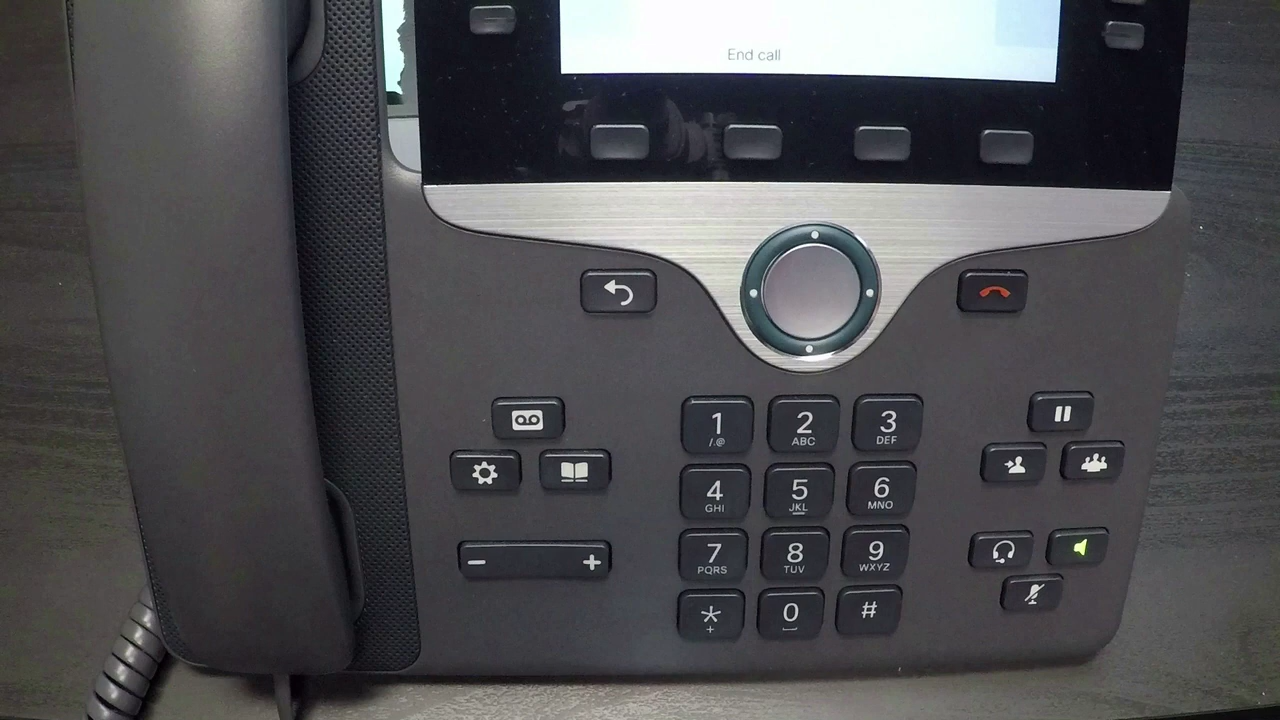 End call
1
/.@
2
ABC
3
DEF
4
GHI
5
JKL
6
MNO
7
PQRS
8
TUV
9
WXYZ
*
+
0
#
− +